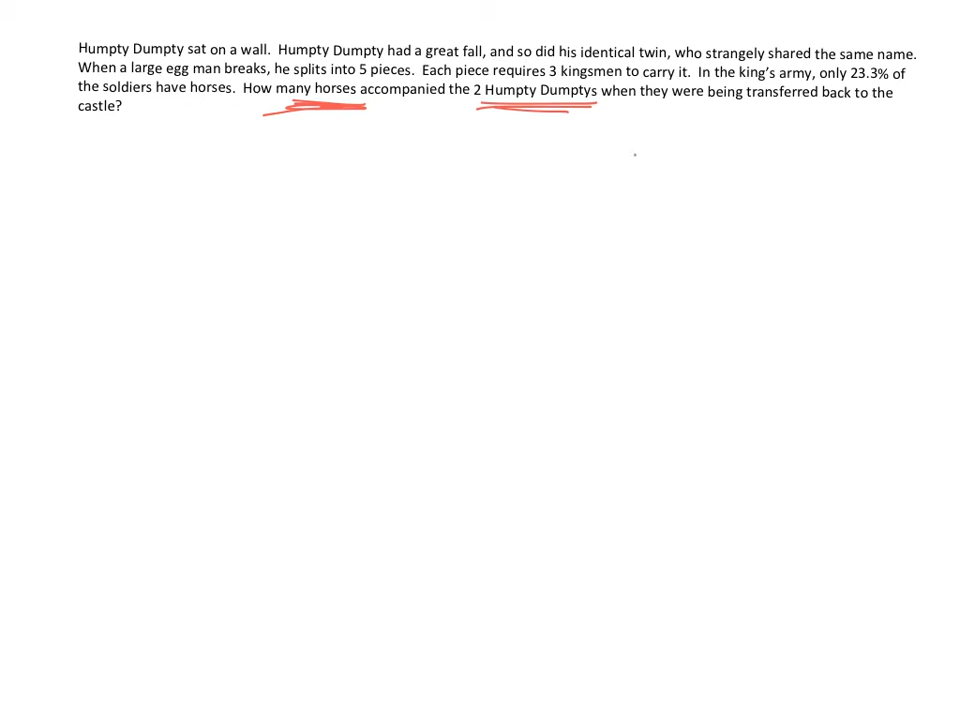 Humpty Dumpty sat on a wall.  Humpty Dumpty had a great fall, and so did his identical twin, who strangely shared the same name.
When a large egg man breaks, he splits into 5 pieces.  Each piece requires 3 kingsmen to carry it.  In the king’s army, only 23.3% of
the soldiers have horses.  How many horses accompanied the 2 Humpty Dumptys when they were being transferred back to the
castle?